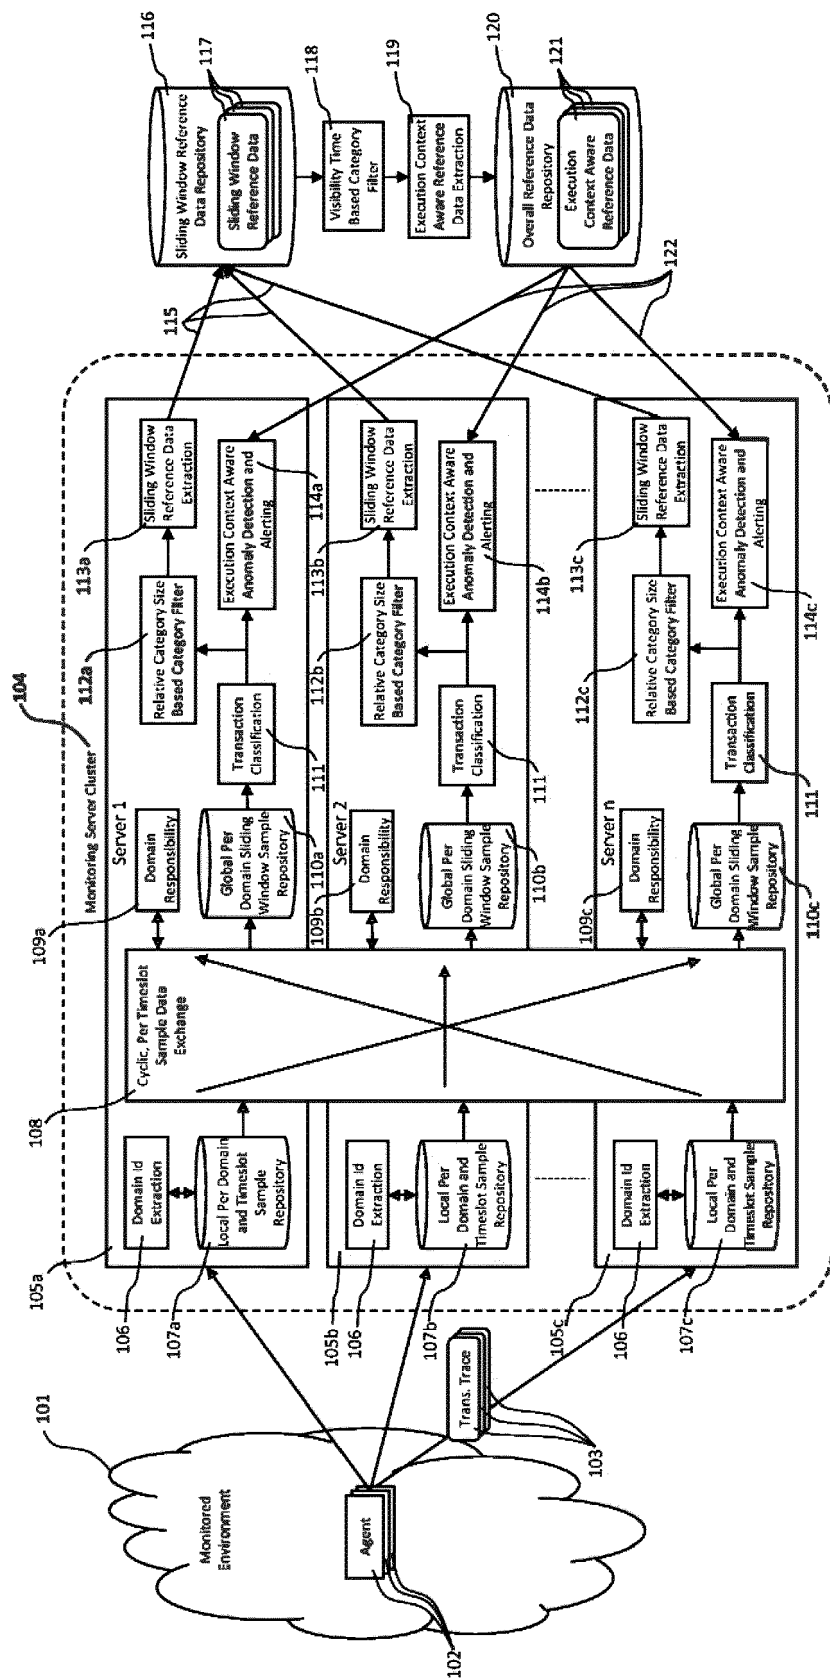 101
Monitored
Environment
Agent
102
Trans. Trace
103
104
Monitoring Server Cluster
105a
Domain Id
Extraction
106
Local Per Domain
and Timeslot
Sample
Repository
107a
108
Cyclic, Per Timeslot
Sample Data
Exchange
Server 1
109a
Domain
Responsibility
Global Per
Domain Sliding
Window Sample
Repository
110a
Transaction
Classification
111
112a
Relative Category Size
Based Category Filter
113a
Sliding Window
Reference Data
Extraction
Execution Context Aware
Anomaly Detection and
Alerting
114a
105b
Domain Id
Extraction
106
Local Per
Domain and
Timeslot Sample
Repository
107b
Server 2
109b
Domain
Responsibility
Global Per
Domain Sliding
Window Sample
Repository
110b
Transaction
Classification
111
112b
Relative Category Size
Based Category Filter
113b
Sliding Window
Reference Data
Extraction
Execution Context Aware
Anomaly Detection and
Alerting
114b
105c
Domain Id
Extraction
106
Local Per
Domain and
Timeslot Sample
Repository
107c
Server n
109c
Domain
Responsibility
Global Per
Domain Sliding
Window Sample
Repository
110c
Transaction
Classification
111
112c
Relative Category Size
Based Category Filter
113c
Sliding Window
Reference Data
Extraction
Execution Context Aware
Anomaly Detection and
Alerting
114c
115
116
Sliding Window Reference
Data Repository
117
Sliding Window
Reference Data
118
Visibility Time
Based Category
Filter
119
Execution Context
Aware Reference
Data Extraction
120
Overall Reference Data
Repository
121
Execution
Context Aware
Reference Data
122